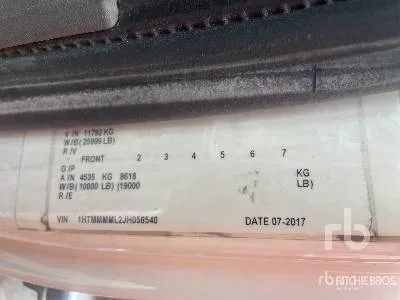 V IN 11792 KG
W/B (25999 LB)
R/V
FRONT 2 3 4 5 6 7
G /P
A IN 4535 KG 8618 KG
W/B (10000 LB) (19000 LB)
R /E
VIN 1HTMMMML2JH058540 DATE 07-2017
rb
RITCHIE BROS.